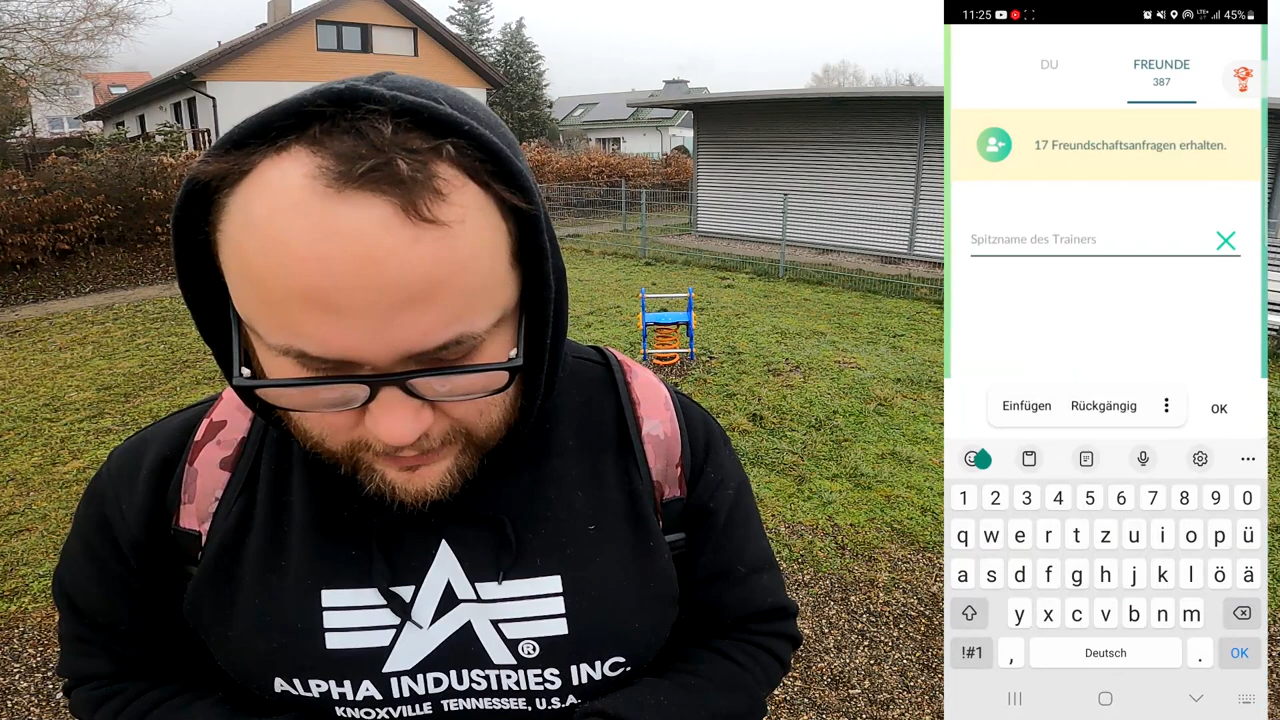 ALPHA INDUSTRIES INC.
KNOXVILLE TENNESSEE, U.S.A.
11:25
LTE+
45%
DU
FREUNDE
387
17 Freundschaftsanfragen erhalten.
Spitzname des Trainers
Einfügen Rückgängig
OK
1 2 3 4 5 6 7 8 9 0
q w e r t z u i o p ü
a s d f g h j k l ö ä
y x c v b n m
!#1 , Deutsch . OK